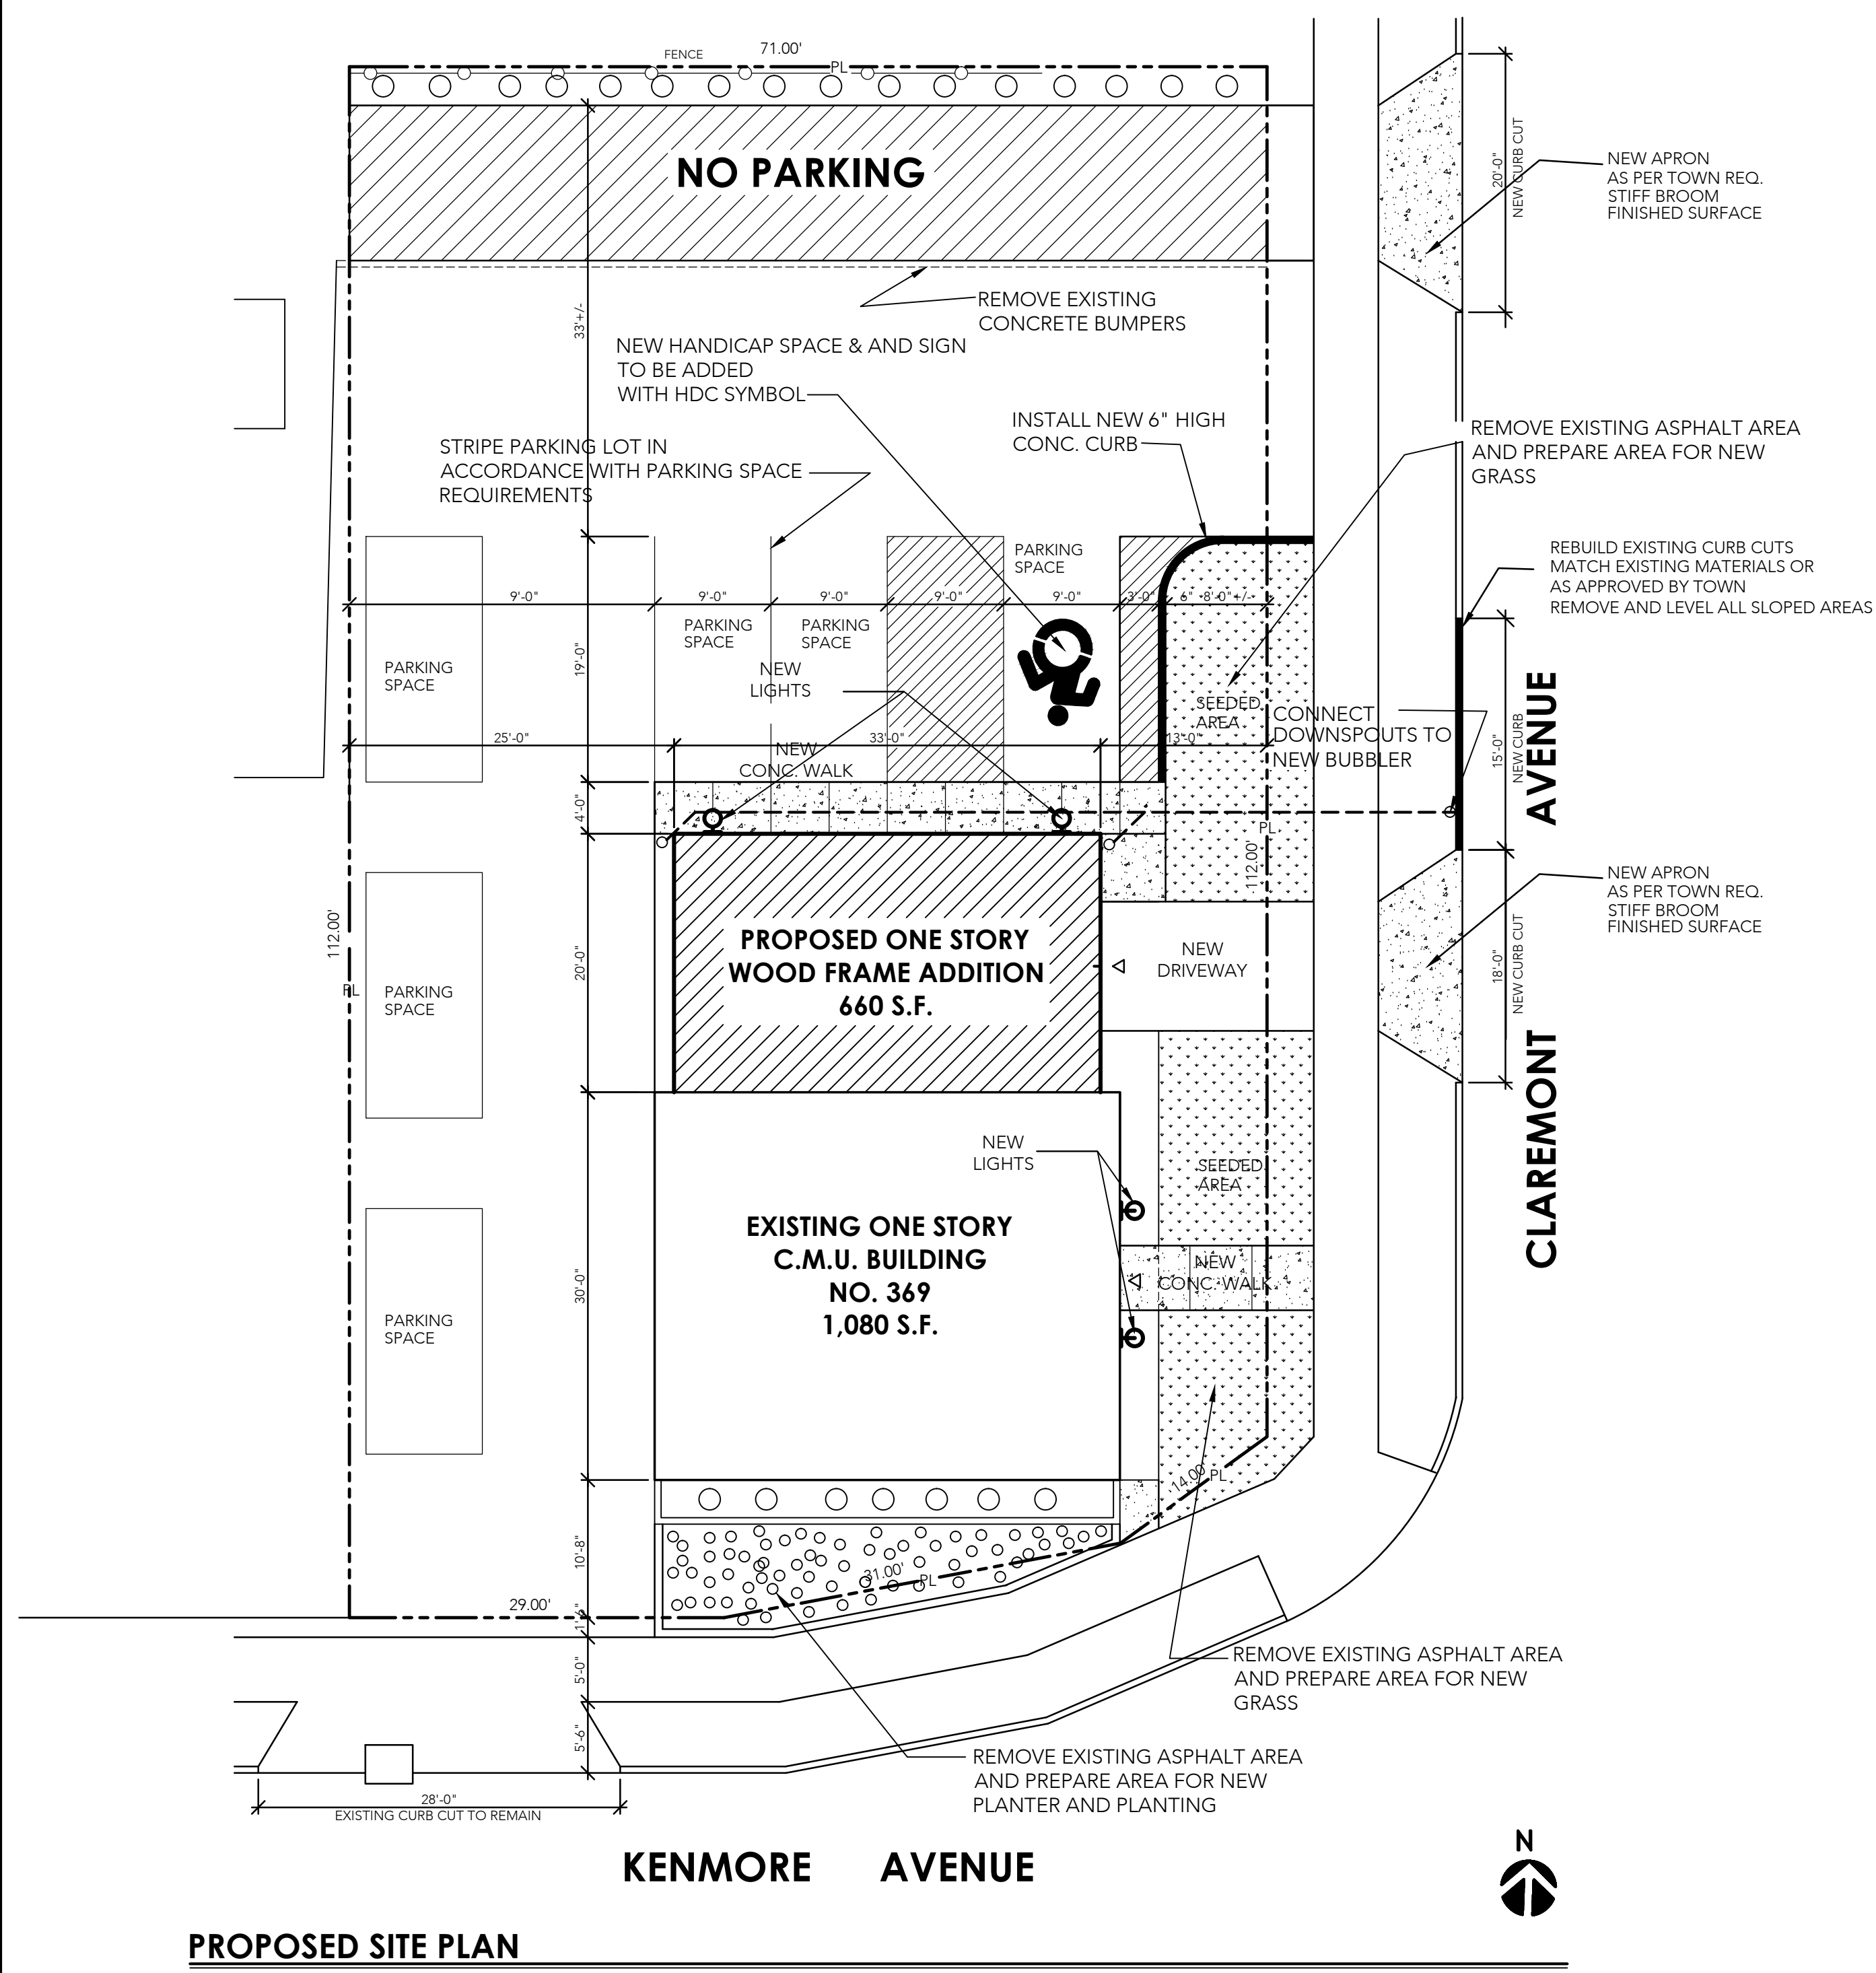 FENCE
71.00'
PL
NO PARKING
20'-0"
NEW CURB CUT
NEW APRON
AS PER TOWN REQ.
STIFF BROOM
FINISHED SURFACE
REMOVE EXISTING
CONCRETE BUMPERS
33'+/-
NEW HANDICAP SPACE & AND SIGN
TO BE ADDED
WITH HDC SYMBOL
INSTALL NEW 6" HIGH
CONC. CURB
STRIPE PARKING LOT IN
ACCORDANCE WITH PARKING SPACE
REQUIREMENTS
REMOVE EXISTING ASPHALT AREA
AND PREPARE AREA FOR NEW
GRASS
REBUILD EXISTING CURB CUTS
MATCH EXISTING MATERIALS OR
AS APPROVED BY TOWN
REMOVE AND LEVEL ALL SLOPED AREAS
PARKING
SPACE
9'-0"
9'-0"
9'-0"
9'-0"
9'-0"
3'-0"
6"
8'-0"+/-
PARKING
SPACE
PARKING
SPACE
PARKING
SPACE
19'-0"
NEW
LIGHTS
SEEDED
AREA
CONNECT
DOWNSPOUTS TO
NEW BUBBLER
25'-0"
33'-0"
13'-0"
NEW
CONC. WALK
15'-0"
NEW CURB
AVENUE
4'-0"
PL
112.00'
112.00'
PL
PROPOSED ONE STORY
WOOD FRAME ADDITION
660 S.F.
20'-0"
NEW
DRIVEWAY
NEW APRON
AS PER TOWN REQ.
STIFF BROOM
FINISHED SURFACE
18'-0"
NEW CURB CUT
PARKING
SPACE
CLAREMONT
NEW
LIGHTS
SEEDED
AREA
EXISTING ONE STORY
C.M.U. BUILDING
NO. 369
1,080 S.F.
30'-0"
NEW
CONC. WALK
PARKING
SPACE
14.00'
PL
10'-8"
31.00'
PL
29.00'
1'-6"
5'-0"
5'-6"
REMOVE EXISTING ASPHALT AREA
AND PREPARE AREA FOR NEW
GRASS
REMOVE EXISTING ASPHALT AREA
AND PREPARE AREA FOR NEW
PLANTER AND PLANTING
28'-0"
EXISTING CURB CUT TO REMAIN
KENMORE AVENUE
N
PROPOSED SITE PLAN